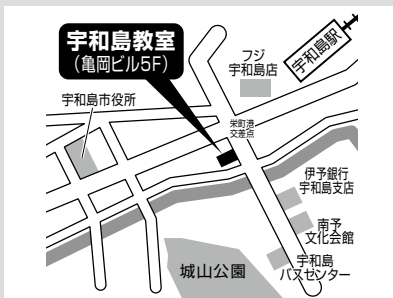 宇和島教室
(亀岡ビル5F)
フジ
宇和島店
宇和島駅
宇和島市役所
栄町港
交差点
伊予銀行
宇和島支店
南予
文化会館
宇和島
バスセンター
城山公園